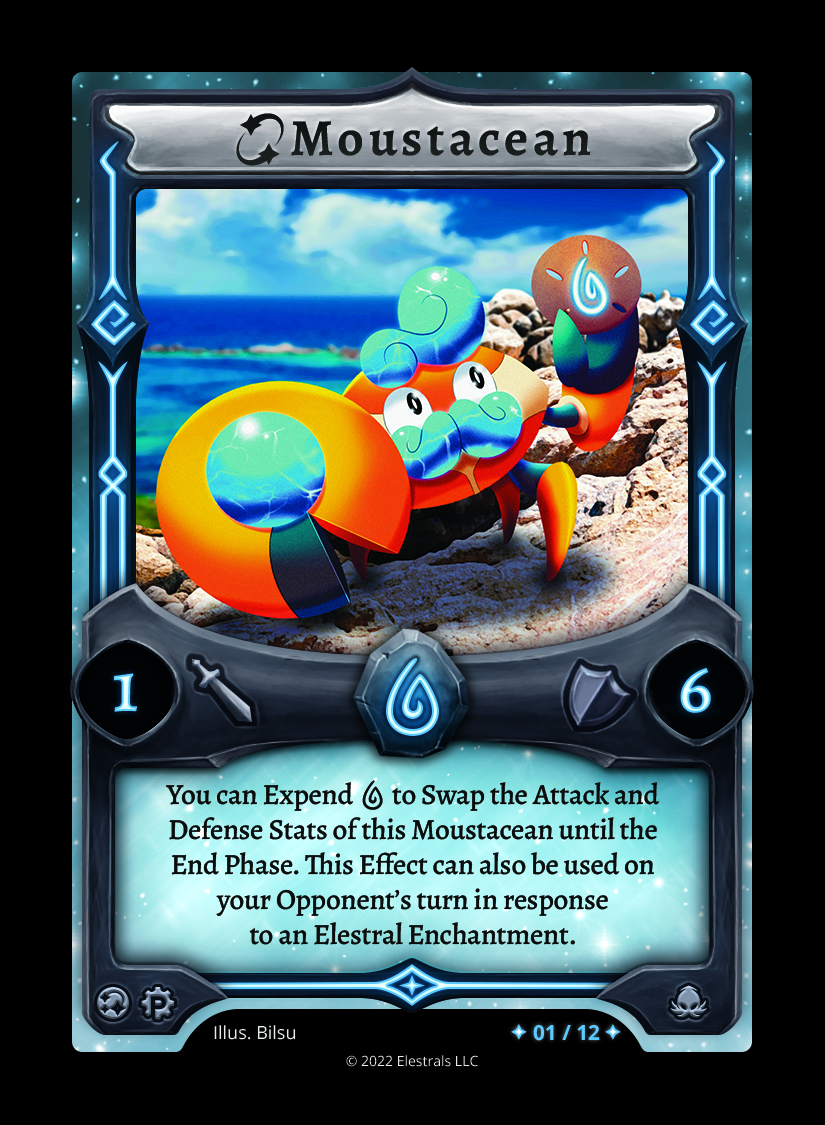 Moustacean
1
6
You can Expend to Swap the Attack and
Defense Stats of this Moustacean until the
End Phase. This Effect can also be used on
your Opponent’s turn in response
to an Elestral Enchantment.
P
Illus. Bilsu
01 / 12
© 2022 Elestrals LLC